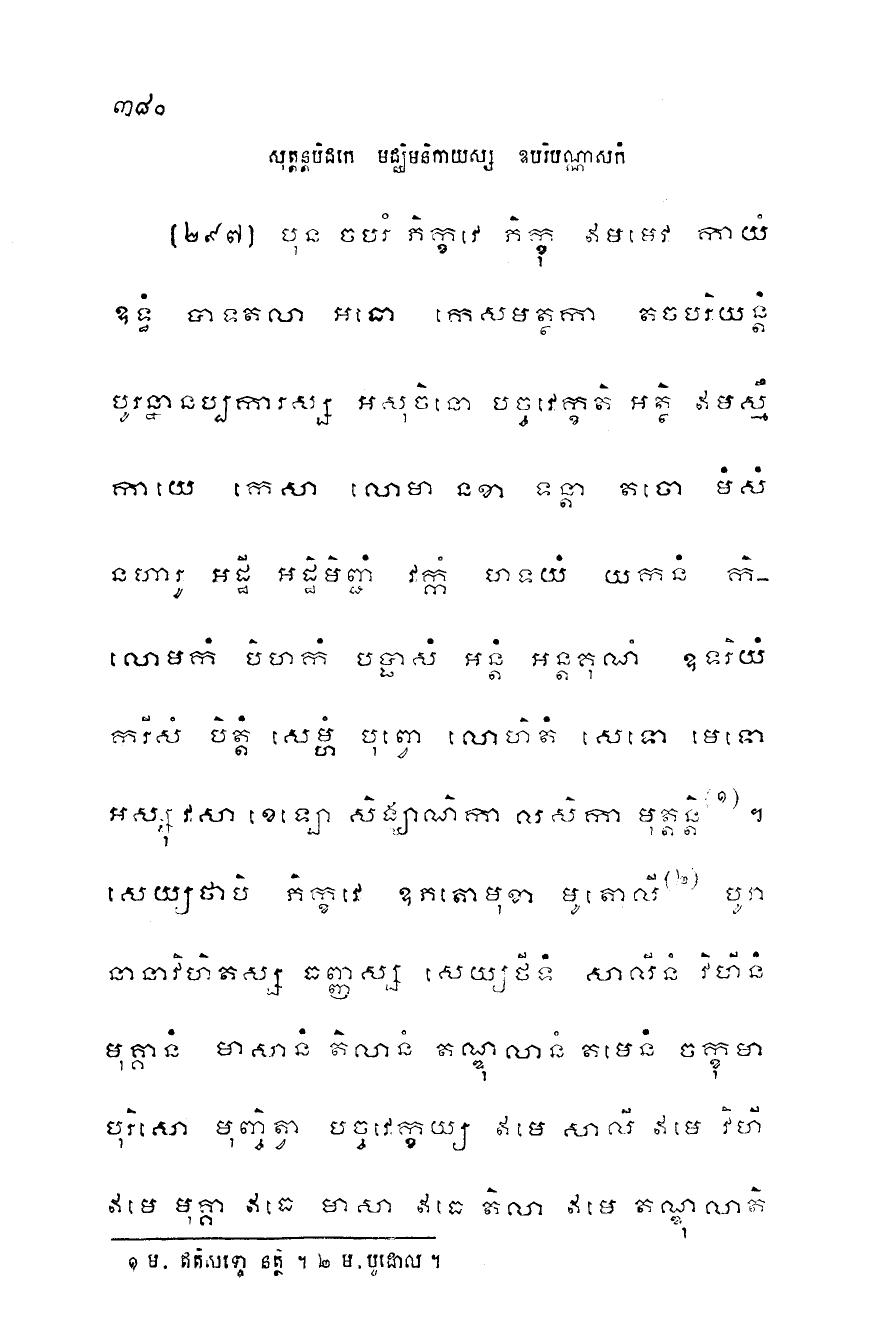 ៣៨០
សុត្តន្តបិដកេ មជ្ឈិមនិកាយស្ស ឧបរិបណ្ណាសកំ
(២៩៧) បុន ចបរំ ភិក្ខវេ ភិក្ខុ ឥមមេវ កាយំ
ឧទ្ធំ បាទតលា អធោ កេសមត្ថកា តចបរិយន្តំ
បូរន្នានប្បការស្ស អសុចិនោ បច្ចវេក្ខតិ អត្ថិ ឥមស្មឹ
កាយេ កេសា លោមា នខា ទន្តា តចោ មំសំ
នហារូ អដ្ឋី អដ្ឋិមិញ្ជំ វក្កំ ហទយំ យកនំ កិ-
លោមកំ បិហកំ បប្ផាសំ អន្តំ អន្តគុណំ ឧទរិយំ
ករីសំ បិត្តំ សេម្ហំ បុព្វោ លោហិតំ សេទោ មេទោ
អស្សុ វសា ខេឡោ សិង្ឃាណិកា លសិកា មុត្តន្តិ(១) ។
សេយ្យថាបិ ភិក្ខវេ ឧភតោមុខា មូតោលី(២) បូរា
នានាវិហិតស្ស ធញ្ញស្ស សេយ្យថីទំ សាលីនំ វិហីនំ
មុគ្គានំ មាសានំ តិលានំ តណ្ឌុលានំ តមេនំ ចក្ខុមា
បុរិសោ មុញ្ចិត្វា បច្ចវេក្ខយ្យ ឥមេ សាលី ឥមេ វិហី
ឥមេ មុគ្គា ឥមេ មាសា ឥមេ តិលា ឥមេ តណ្ឌុលាតិ
១ ម. ឥតិសទ្ទោ នត្ថិ ។ ២ ម. បូដោលិ ។